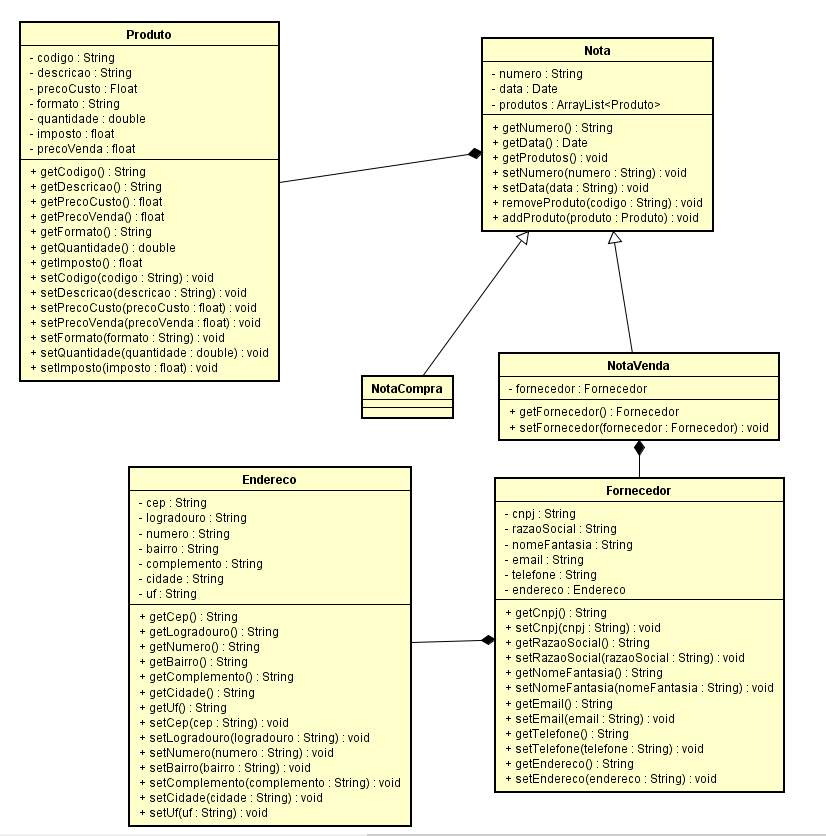 Produto
- codigo : String
- descricao : String
- precoCusto : Float
- formato : String
- quantidade : double
- imposto : float
- precoVenda : float
+ getCodigo() : String
+ getDescricao() : String
+ getPrecoCusto() : float
+ getPrecoVenda() : float
+ getFormato() : String
+ getQuantidade() : double
+ getImposto() : float
+ setCodigo(codigo : String) : void
+ setDescricao(descricao : String) : void
+ setPrecoCusto(precoCusto : float) : void
+ setPrecoVenda(precoVenda : float) : void
+ setFormato(formato : String) : void
+ setQuantidade(quantidade : double) : void
+ setImposto(imposto : float) : void
Nota
- numero : String
- data : Date
- produtos : ArrayList<Produto>
+ getNumero() : String
+ getData() : Date
+ getProdutos() : void
+ setNumero(numero : String) : void
+ setData(data : String) : void
+ removeProduto(codigo : String) : void
+ addProduto(produto : Produto) : void
NotaCompra
NotaVenda
- fornecedor : Fornecedor
+ getFornecedor() : Fornecedor
+ setFornecedor(fornecedor : Fornecedor) : void
Endereco
- cep : String
- logradouro : String
- numero : String
- bairro : String
- complemento : String
- cidade : String
- uf : String
+ getCep() : String
+ getLogradouro() : String
+ getNumero() : String
+ getBairro() : String
+ getComplemento() : String
+ getCidade() : String
+ getUf() : String
+ setCep(cep : String) : void
+ setLogradouro(logradouro : String) : void
+ setNumero(numero : String) : void
+ setBairro(bairro : String) : void
+ setComplemento(complemento : String) : void
+ setCidade(cidade : String) : void
+ setUf(uf : String) : void
Fornecedor
- cnpj : String
- razaoSocial : String
- nomeFantasia : String
- email : String
- telefone : String
- endereco : Endereco
+ getCnpj() : String
+ setCnpj(cnpj : String) : void
+ getRazaoSocial() : String
+ setRazaoSocial(razaoSocial : String) : void
+ getNomeFantasia() : String
+ setNomeFantasia(nomeFantasia : String) : void
+ getEmail() : String
+ setEmail(email : String) : void
+ getTelefone() : String
+ setTelefone(telefone : String) : void
+ getEndereco() : String
+ setEndereco(endereco : String) : void